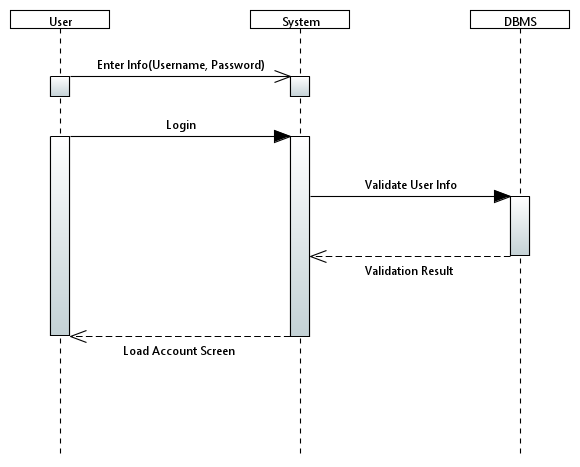 User
System
DBMS
Enter Info(Username, Password)
Login
Validate User Info
Validation Result
Load Account Screen